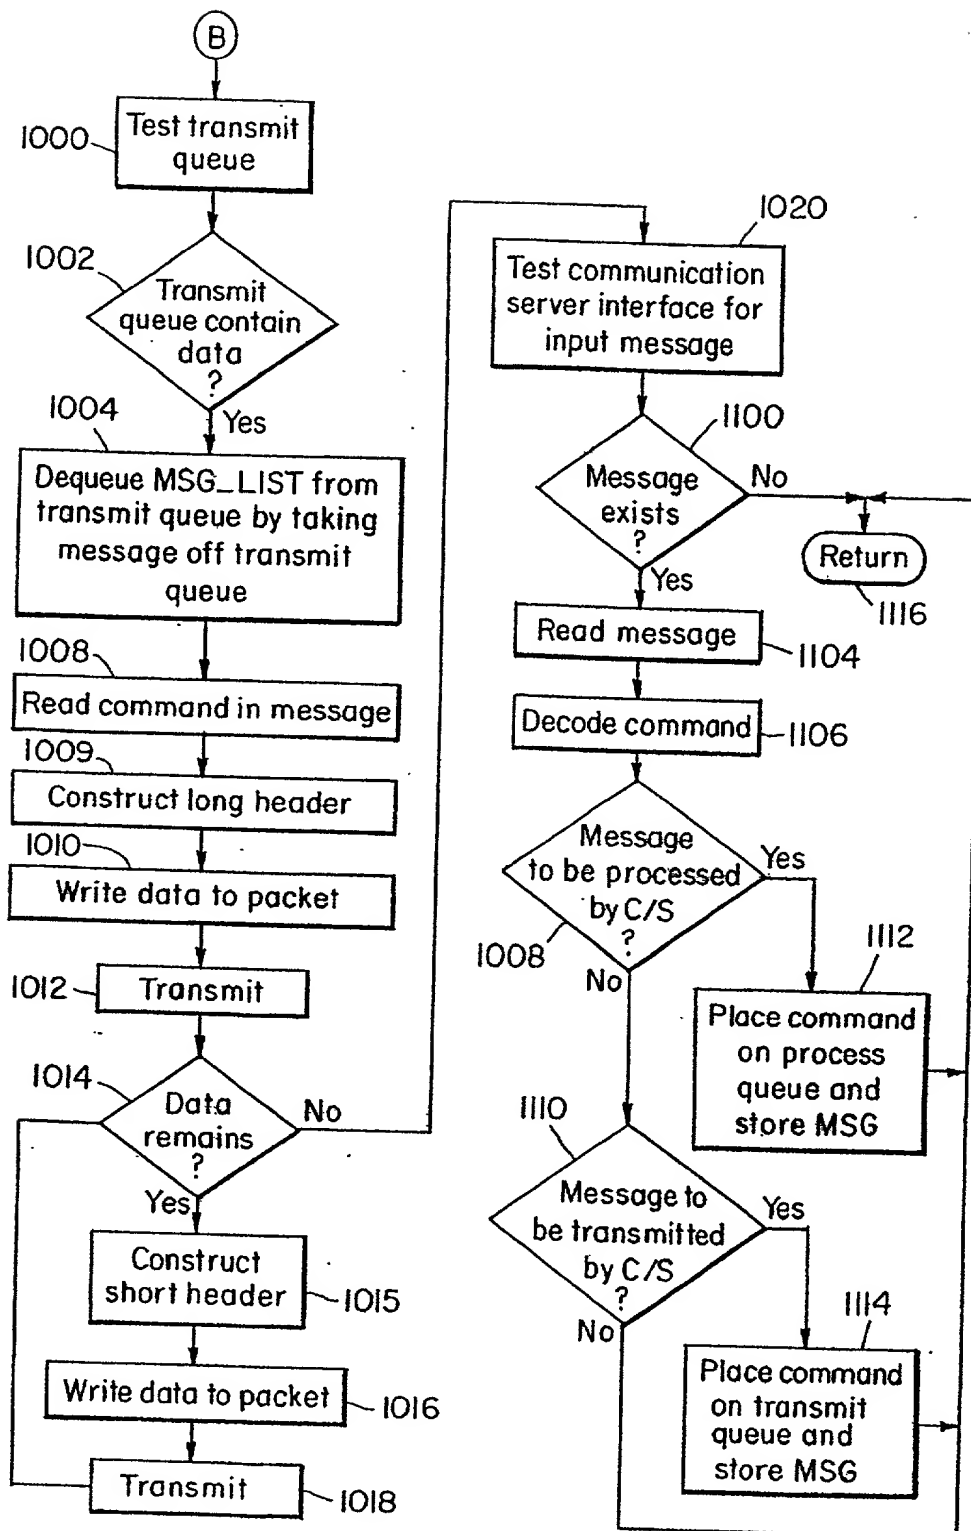 B
1000
Test transmit
queue
1002
Transmit
queue contain
data
?
Yes
1004
Dequeue MSG_LIST from
transmit queue by taking
message off transmit
queue
1008
Read command in message
1009
Construct long header
1010
Write data to packet
1012
Transmit
1014
Data
remains
?
No
Yes
Construct
short header
1015
Write data to packet
1016
Transmit
1018
1020
Test communication
server interface for
input message
1100
Message
exists
?
No
Yes
Return
1116
Read message
1104
Decode command
1106
Message
to be processed
by C/S
?
Yes
1008
No
1112
Place command
on process
queue and
store MSG
1110
Message to
be transmitted
by C/S
?
Yes
No
1114
Place command
on transmit
queue and
store MSG